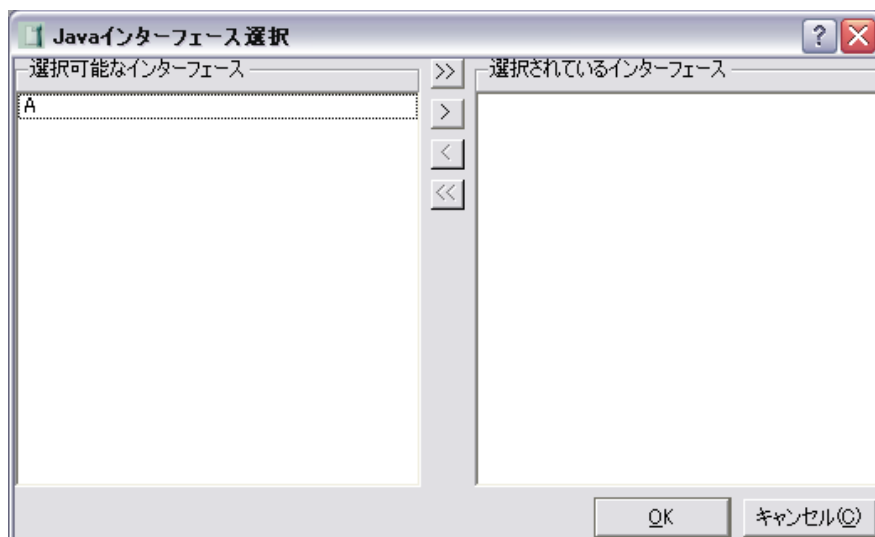 Javaインターフェース選択
?
選択可能なインターフェース
>>
選択されているインターフェース
A
>
<
<<
OK
キャンセル(C)